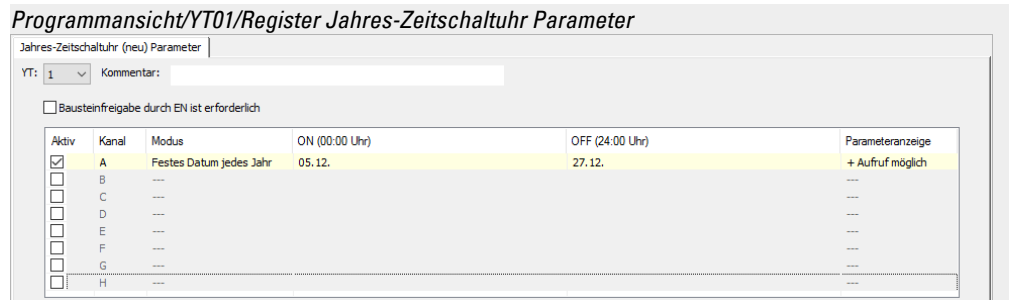 Programmansicht/YT01/Register Jahres-Zeitschaltuhr Parameter
Jahres-Zeitschaltuhr (neu) Parameter
YT: 1 Kommentar:
Bausteinfreigabe durch EN ist erforderlich
Aktiv Kanal Modus ON (00:00 Uhr) OFF (24:00 Uhr) Parameteranzeige
A Festes Datum jedes Jahr 05.12. 27.12. + Aufruf möglich
B --- ---
C --- ---
D --- ---
E --- ---
F --- ---
G --- ---
H --- ---